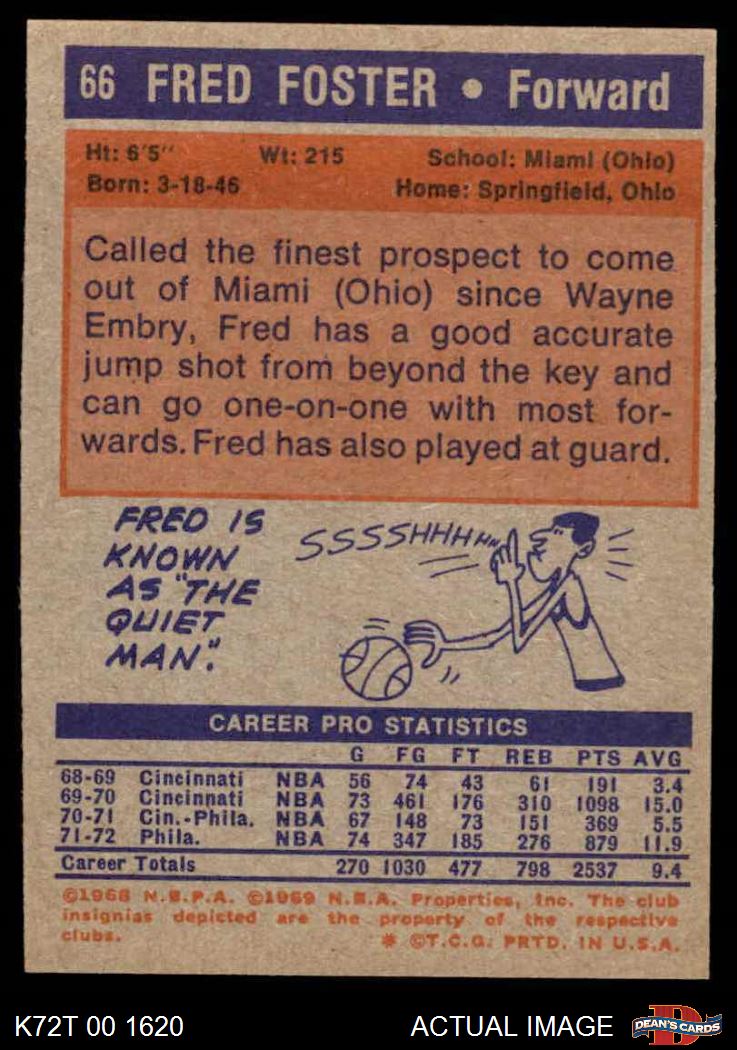 66 FRED FOSTER • Forward
Ht: 6'5" Wt: 215 School: Miami (Ohio)
Born: 3-18-46 Home: Springfield, Ohio
Called the finest prospect to come
out of Miami (Ohio) since Wayne
Embry, Fred has a good accurate
jump shot from beyond the key and
can go one-on-one with most for-
wards. Fred has also played at guard.
FRED IS
KNOWN
AS "THE
QUIET
MAN".
SSSSHHHHH
CAREER PRO STATISTICS
G FG FT REB PTS AVG
68-69 Cincinnati NBA 56 74 43 61 191 3.4
69-70 Cincinnati NBA 73 461 176 310 1098 15.0
70-71 Cin.-Phila. NBA 67 148 73 151 369 5.5
71-72 Phila. NBA 74 347 185 276 879 11.9
Career Totals 270 1030 477 798 2537 9.4
©1968 N.B.P.A. ©1969 N.B.A. Properties, Inc. The club
insignias depicted are the property of the respective
clubs. * ©T.C.G. PRTD. IN U.S.A.
K72T 00 1620 ACTUAL IMAGE DEAN'S CARDS